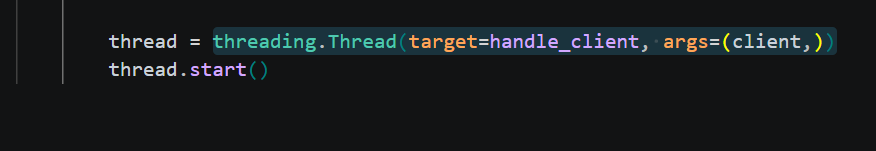 thread = threading.Thread(target=handle_client, args=(client,))
thread.start()